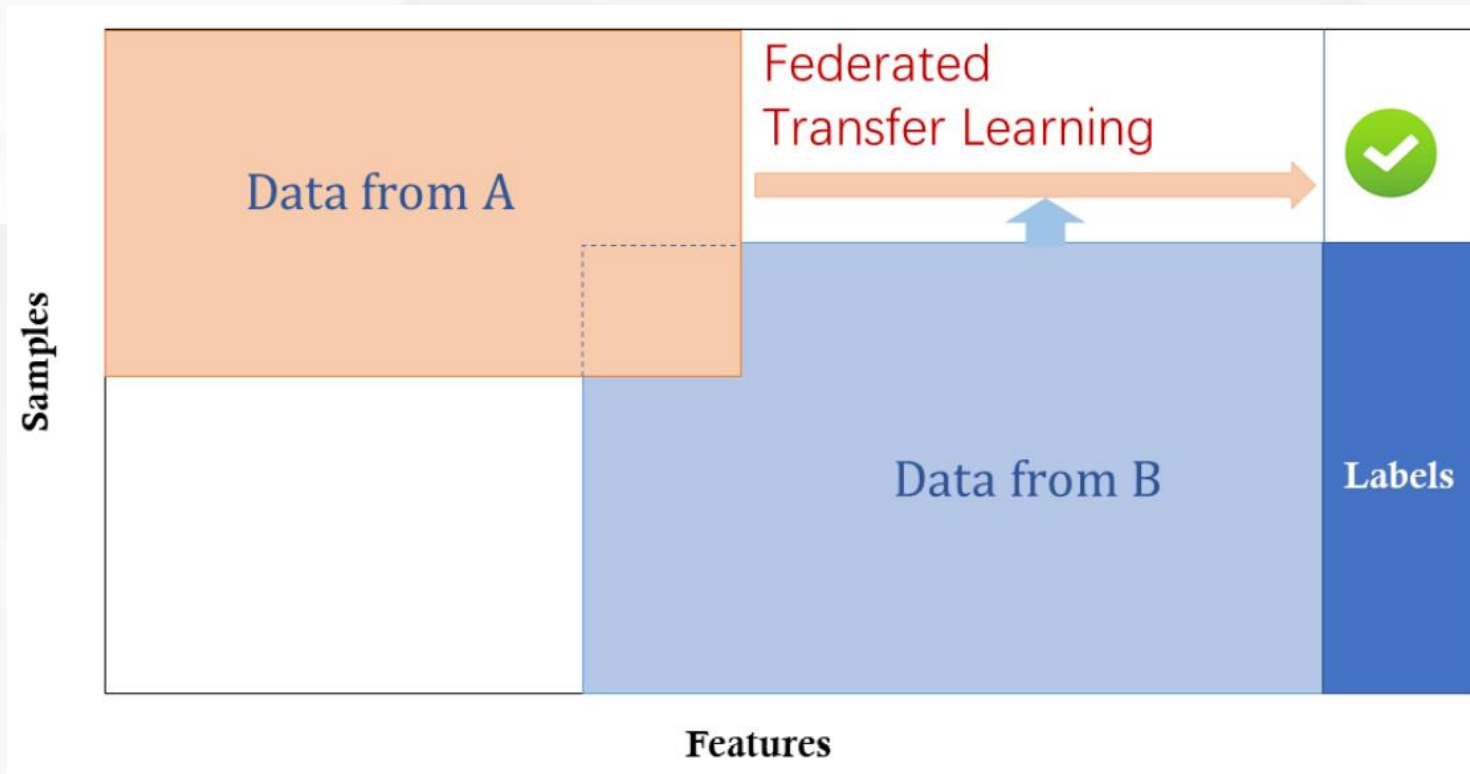 Federated
Transfer Learning
Data from A
Samples
Data from B
Labels
Features